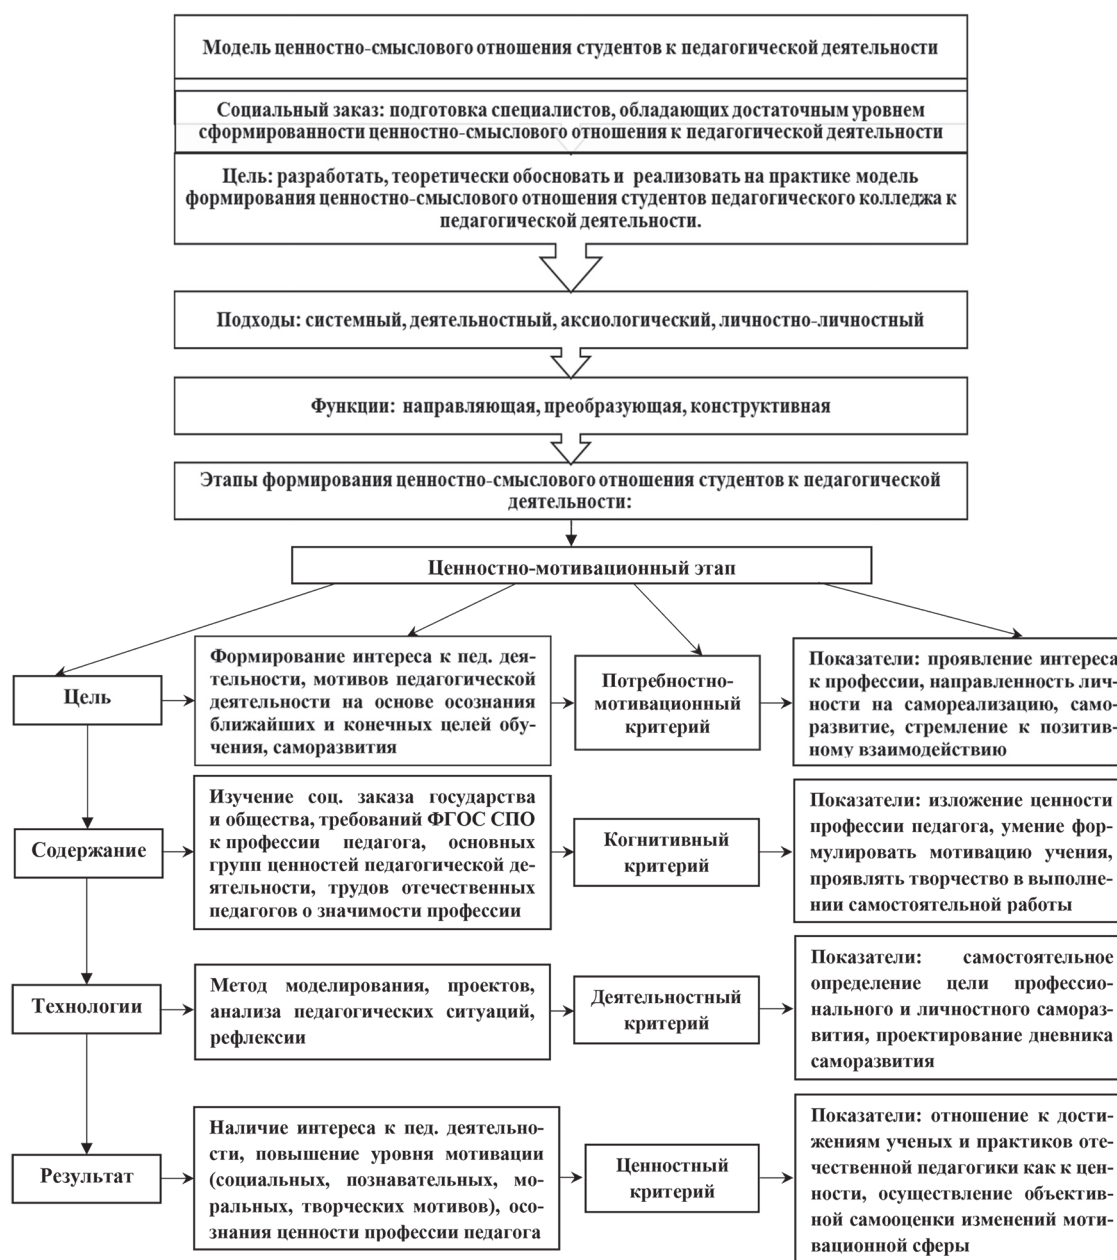 Модель ценностно-смыслового отношения студентов к педагогической деятельности
Социальный заказ: подготовка специалистов, обладающих достаточным уровнем
сформированности ценностно-смыслового отношения к педагогической деятельности
Цель: разработать, теоретически обосновать и реализовать на практике модель
формирования ценностно-смыслового отношения студентов педагогического колледжа к
педагогической деятельности.
Подходы: системный, деятельностный, аксиологический, личностно-личностный
Функции: направляющая, преобразующая, конструктивная
Этапы формирования ценностно-смыслового отношения студентов к педагогической
деятельности:
Ценностно-мотивационный этап
Цель
Формирование интереса к пед. дея-
тельности, мотивов педагогической
деятельности на основе осознания
ближайших и конечных целей обу-
чения, саморазвития
Потребностно-
мотивационный
критерий
Показатели: проявление интереса
к профессии, направленность лич-
ности на самореализацию, само-
развитие, стремление к позитив-
ному взаимодействию
Содержание
Изучение соц. заказа государства
и общества, требований ФГОС СПО
к профессии педагога, основных
групп ценностей педагогической де-
ятельности, трудов отечественных
педагогов о значимости профессии
Когнитивный
критерий
Показатели: изложение ценности
профессии педагога, умение фор-
мулировать мотивацию учения,
проявлять творчество в выполне-
нии самостоятельной работы
Технологии
Метод моделирования, проектов,
анализа педагогических ситуаций,
рефлексии
Деятельностный
критерий
Показатели: самостоятельное
определение цели профессио-
нального и личностного самораз-
вития, проектирование дневника
саморазвития
Результат
Наличие интереса к пед. деятельно-
сти, повышение уровня мотивации
(социальных, познавательных, мо-
ральных, творческих мотивов), осо-
знания ценности профессии педагога
Ценностный
критерий
Показатели: отношение к дости-
жениям ученых и практиков оте-
чественной педагогики как к цен-
ности, осуществление объектив-
ной самооценки изменений моти-
вационной сферы